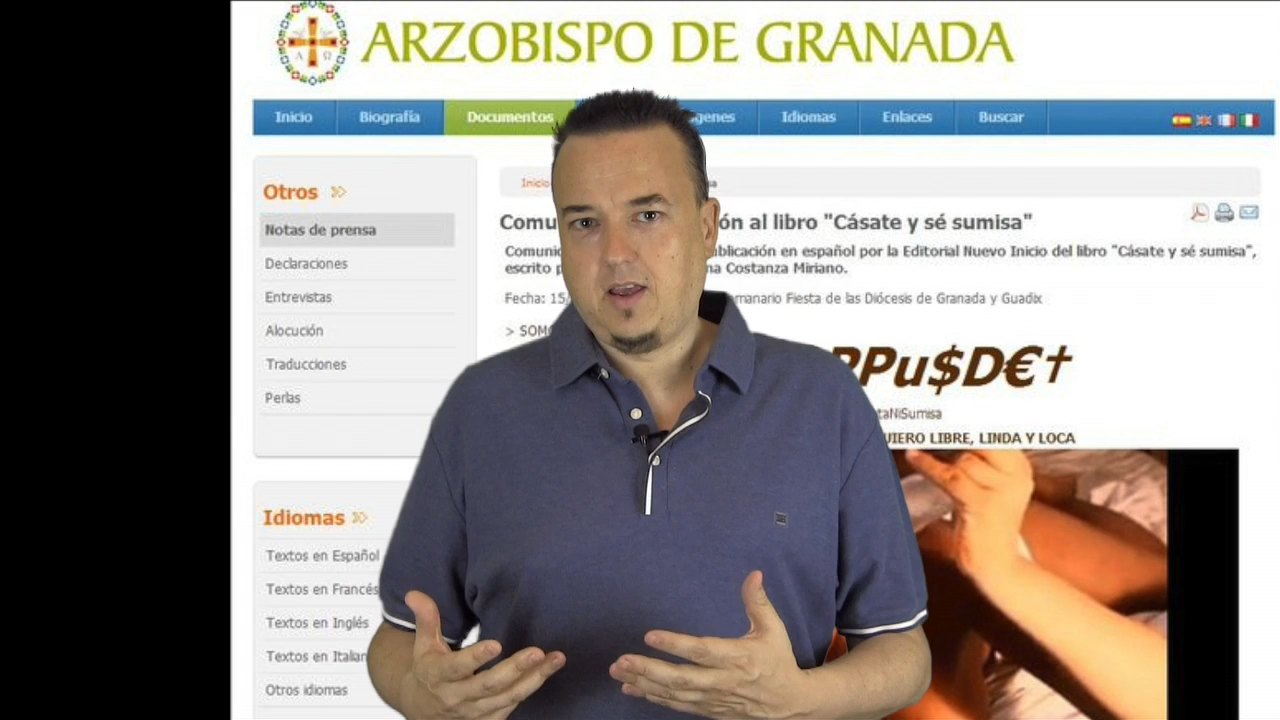 ARZOBISPO DE GRANADA
Inicio Biografía Documentos genes Idiomas Enlaces Buscar
Otros
Notas de prensa
Declaraciones
Entrevistas
Alocución
Traducciones
Perlas
Idiomas
Textos en Español
Textos en Francés
Textos en Inglés
Textos en Italian
Otros idiomas
Inicio
Comu ón al libro "Cásate y sé sumisa"
Comunic ublicación en español por la Editorial Nuevo Inicio del libro "Cásate y sé sumisa",
escrito p na Costanza Miriano.
Fecha: 15/ emanario Fiesta de las Diócesis de Granada y Guadix
> SOMO
PPu$D€†
taNiSumisa
UIERO LIBRE, LINDA Y LOCA